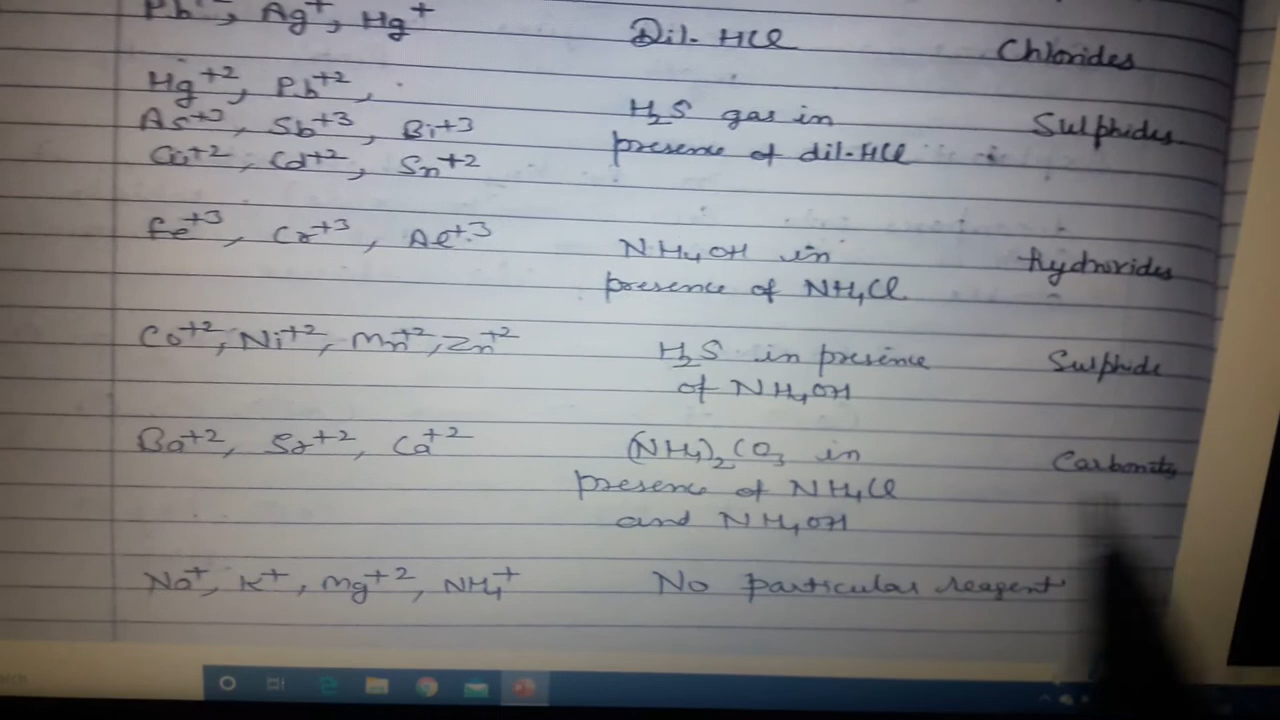 Pb⁺², Ag⁺, Hg⁺ Dil. HCl Chlorides
Hg⁺², Pb⁺²,
As⁺³, Sb⁺³, Bi⁺³ H₂S gas in Sulphides
Cu⁺², Cd⁺², Sn⁺² presence of dil-HCl
Fe⁺³, Cr⁺³, Al⁺³ NH₄OH in hydroxides
presence of NH₄Cl
Co⁺², Ni⁺², Mn⁺², Zn⁺² H₂S in presence Sulphide
of NH₄OH
Ba⁺², Sr⁺², Ca⁺² (NH₄)₂CO₃ in Carbonates
presence of NH₄Cl
and NH₄OH
Na⁺, K⁺, Mg⁺², NH₄⁺ No particular reagent